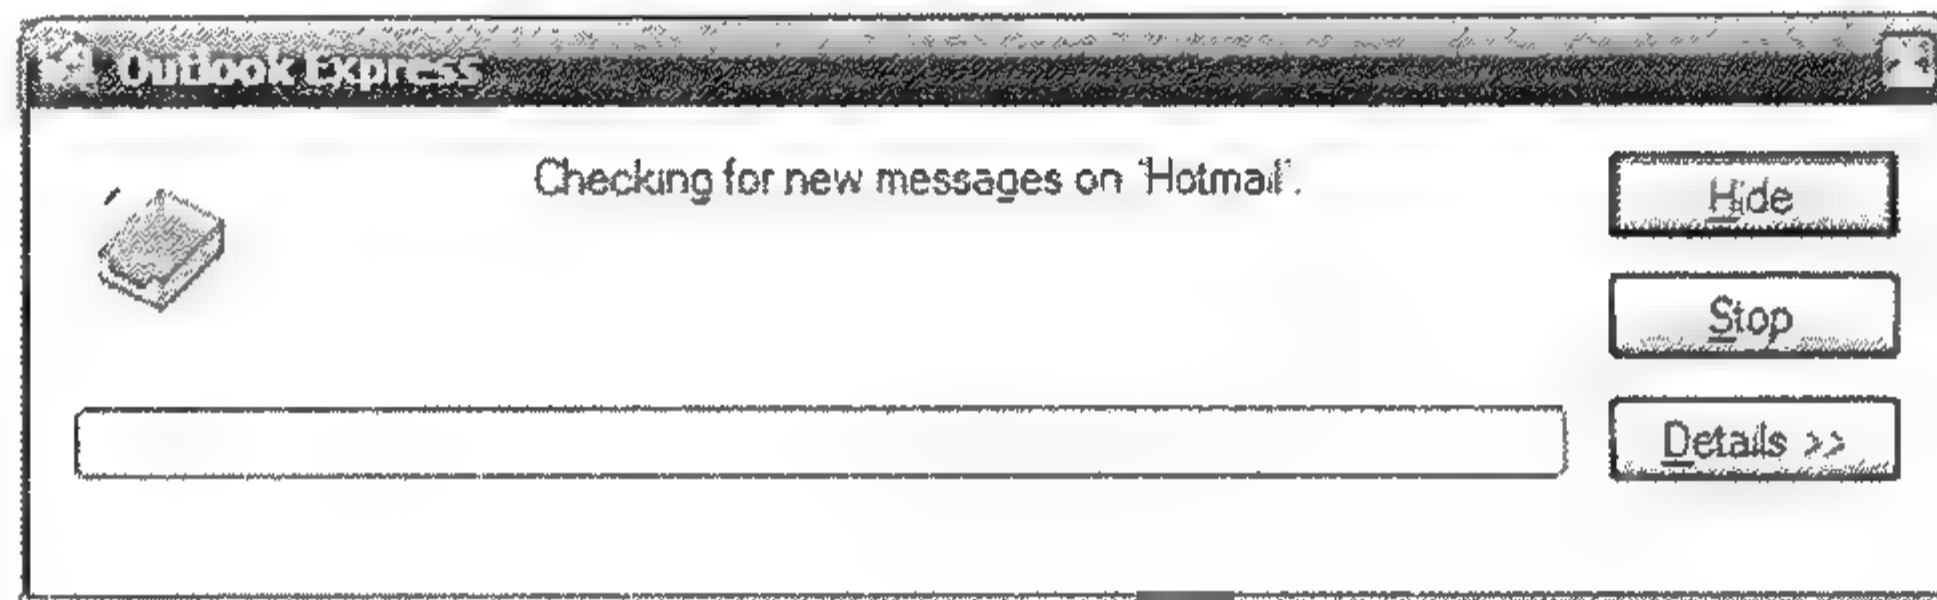 Outlook Express
Checking for new messages on 'Hotmail'.
Hide
Stop
Details >>